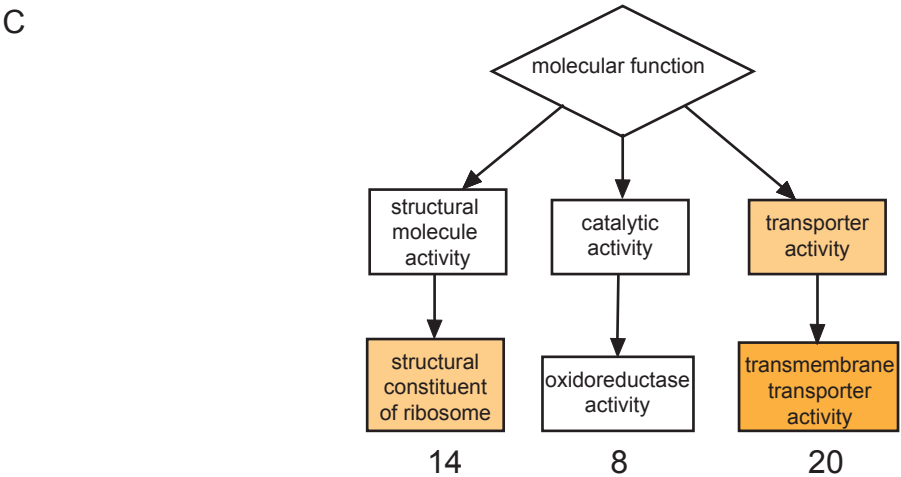 C
molecular function
structural
molecule
activity
catalytic
activity
transporter
activity
structural
constituent
of ribosome
oxidoreductase
activity
transmembrane
transporter
activity
14
8
20